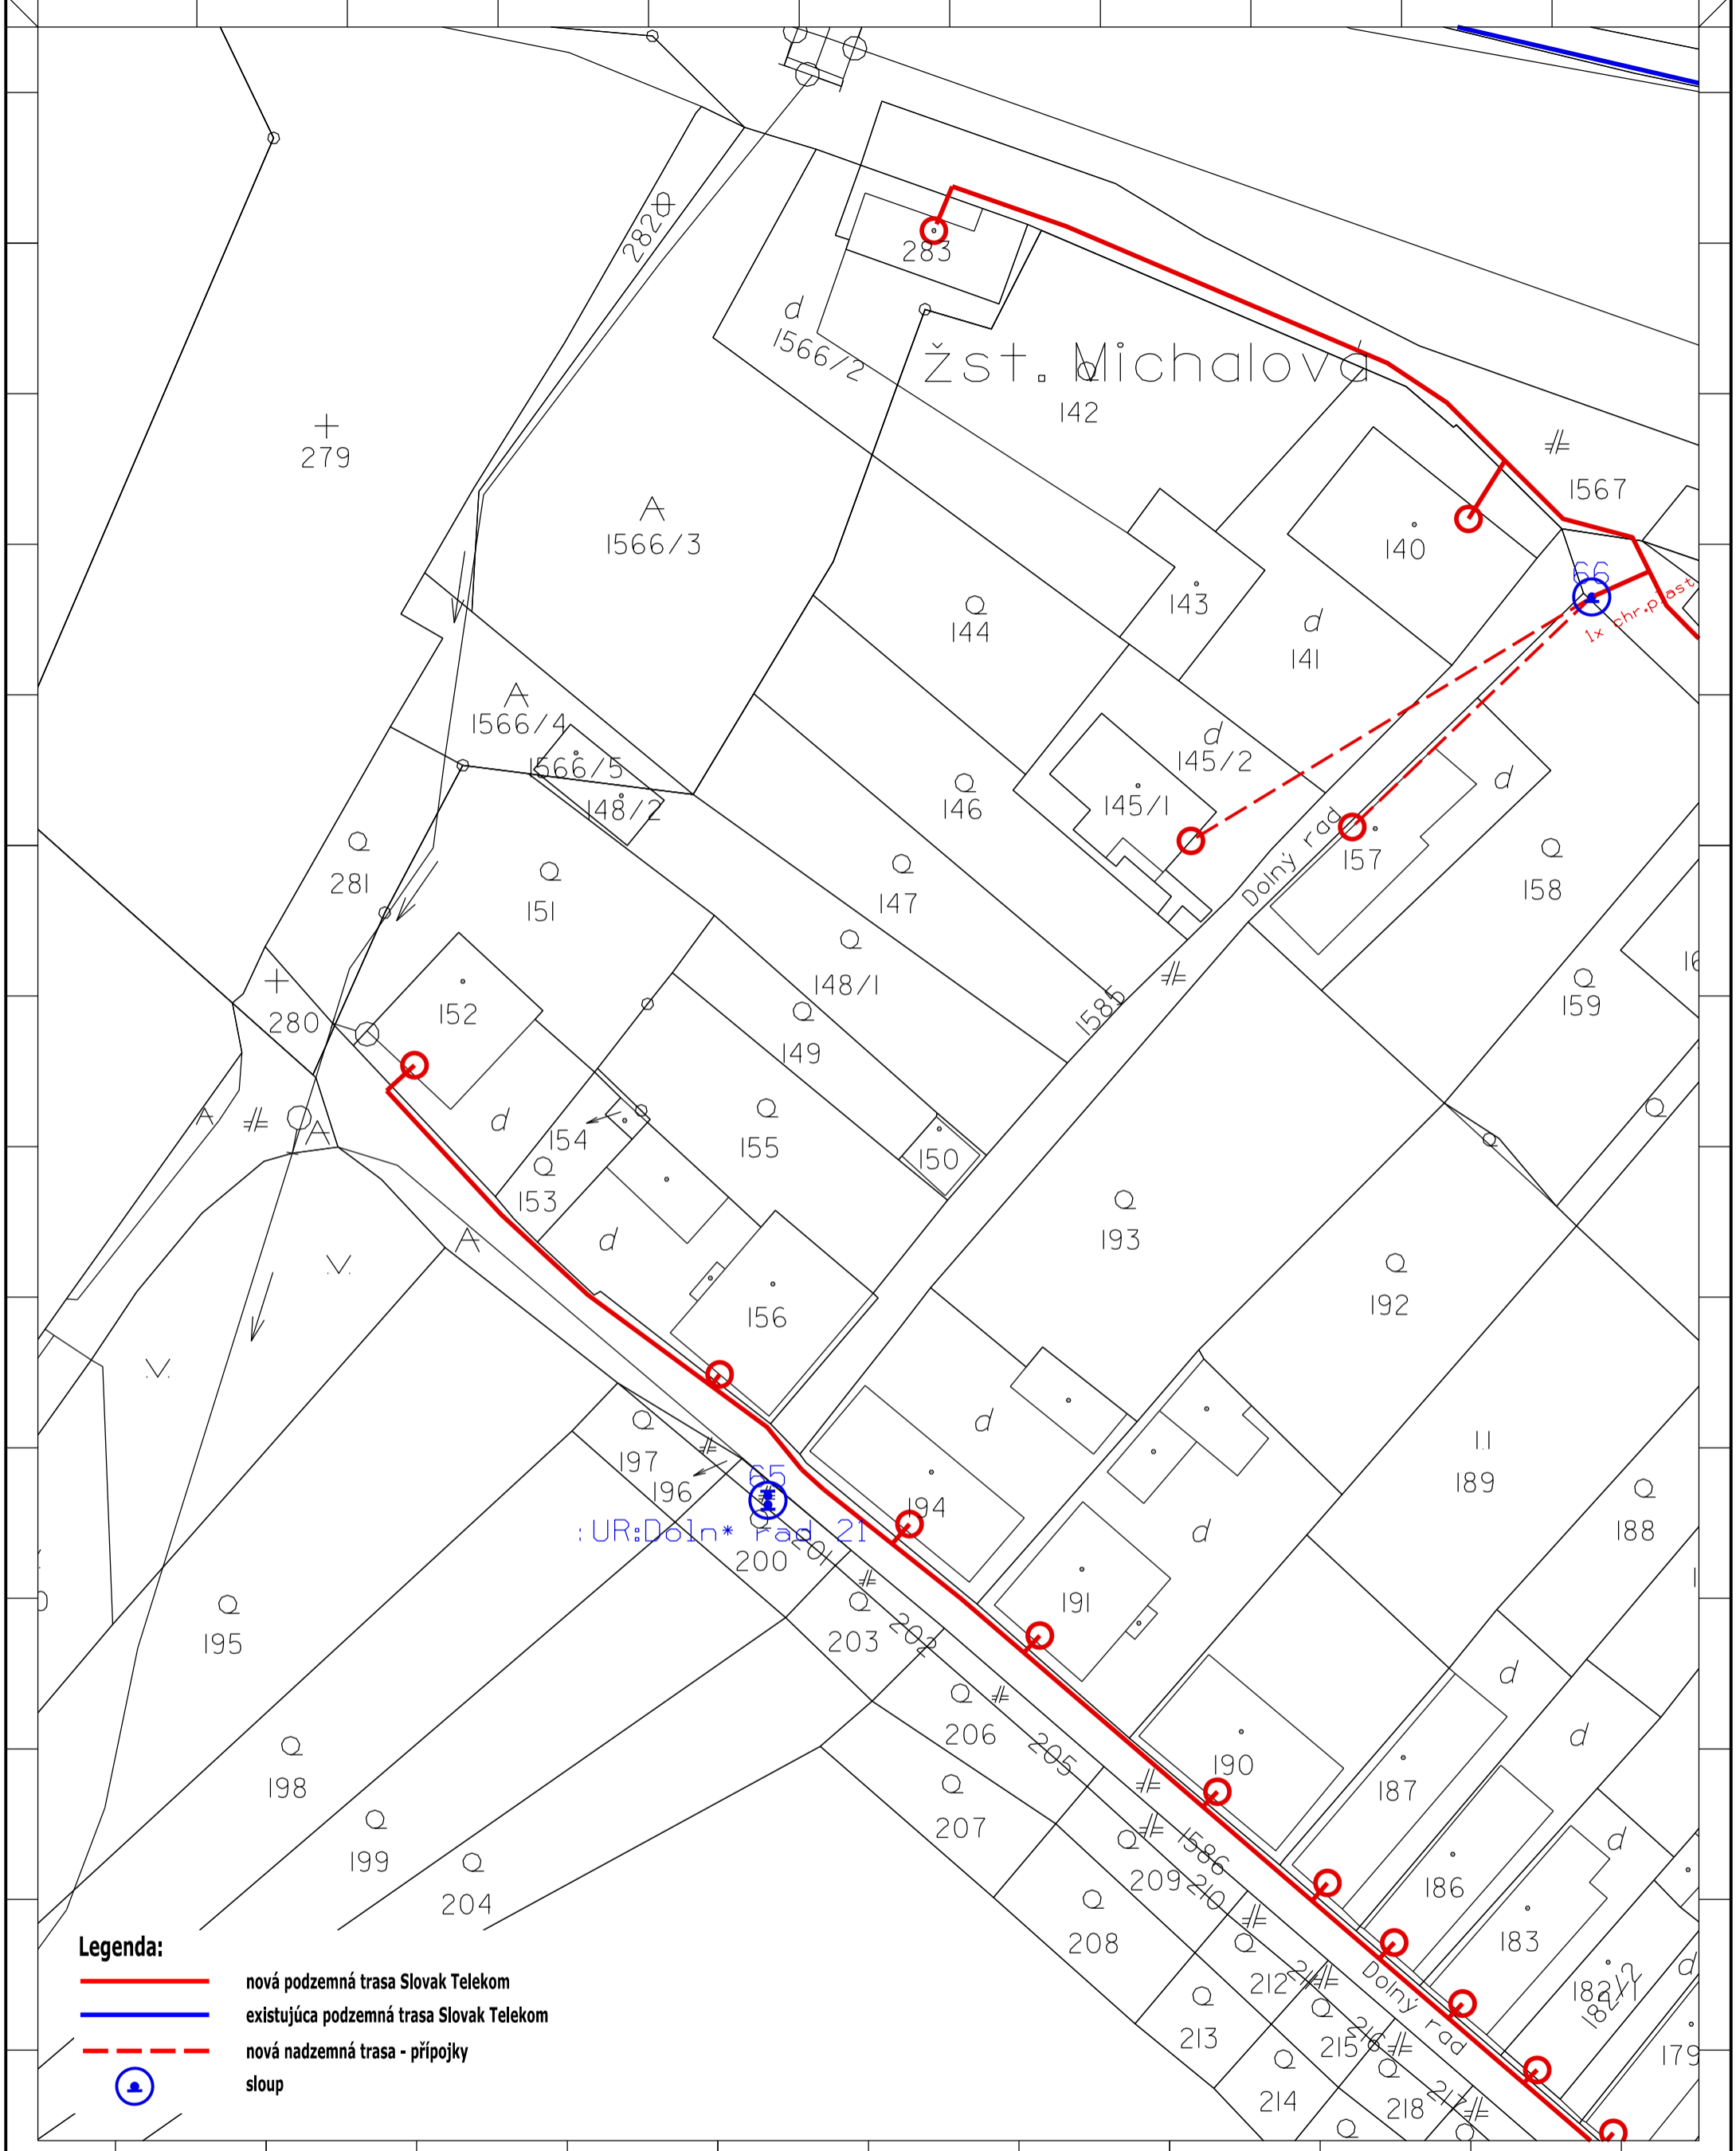 2820
283
d
1566/2
žst. Michalová
142
279
1567
A
1566/3
140
66
1x chr.plast
143
144
d
141
A
1566/4
d
145/2
1566/5
148/2
145/1
146
d
Dolný rad
157
281
151
147
158
148/1
1585
159
280
152
149
A
A
d
154
155
150
153
193
A
d
156
192
d
197
196
65
194
189
:UR:Doln* rad 21
200
201
d
188
191
195
203
202
d
206
205
190
d
198
187
207
1586
d
199
209
210
186
204
208
183
212
Dolný rad
d
182/1
182/2
213
215
216
179
214
218
217
Legenda:
nová podzemná trasa Slovak Telekom
existujúca podzemná trasa Slovak Telekom
nová nadzemná trasa - přípojky
sloup